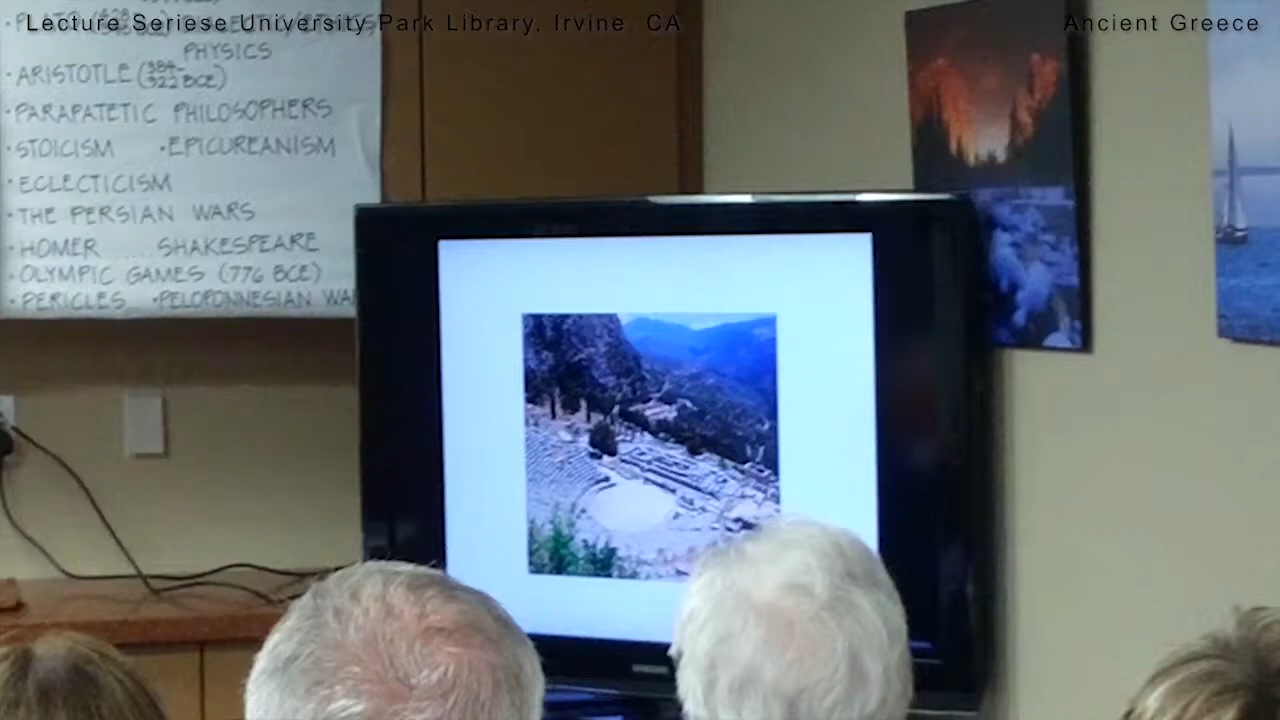 Lecture Seriese University Park Library, Irvine CA
Ancient Greece
PHYSICS
·ARISTOTLE (384-322 BCE)
·PARAPATETIC PHILOSOPHERS
·STOICISM ·EPICUREANISM
·ECLECTICISM
·THE PERSIAN WARS
·HOMER .... SHAKESPEARE
·OLYMPIC GAMES (776 BCE)
·PERICLES ·PELOPONNESIAN WA